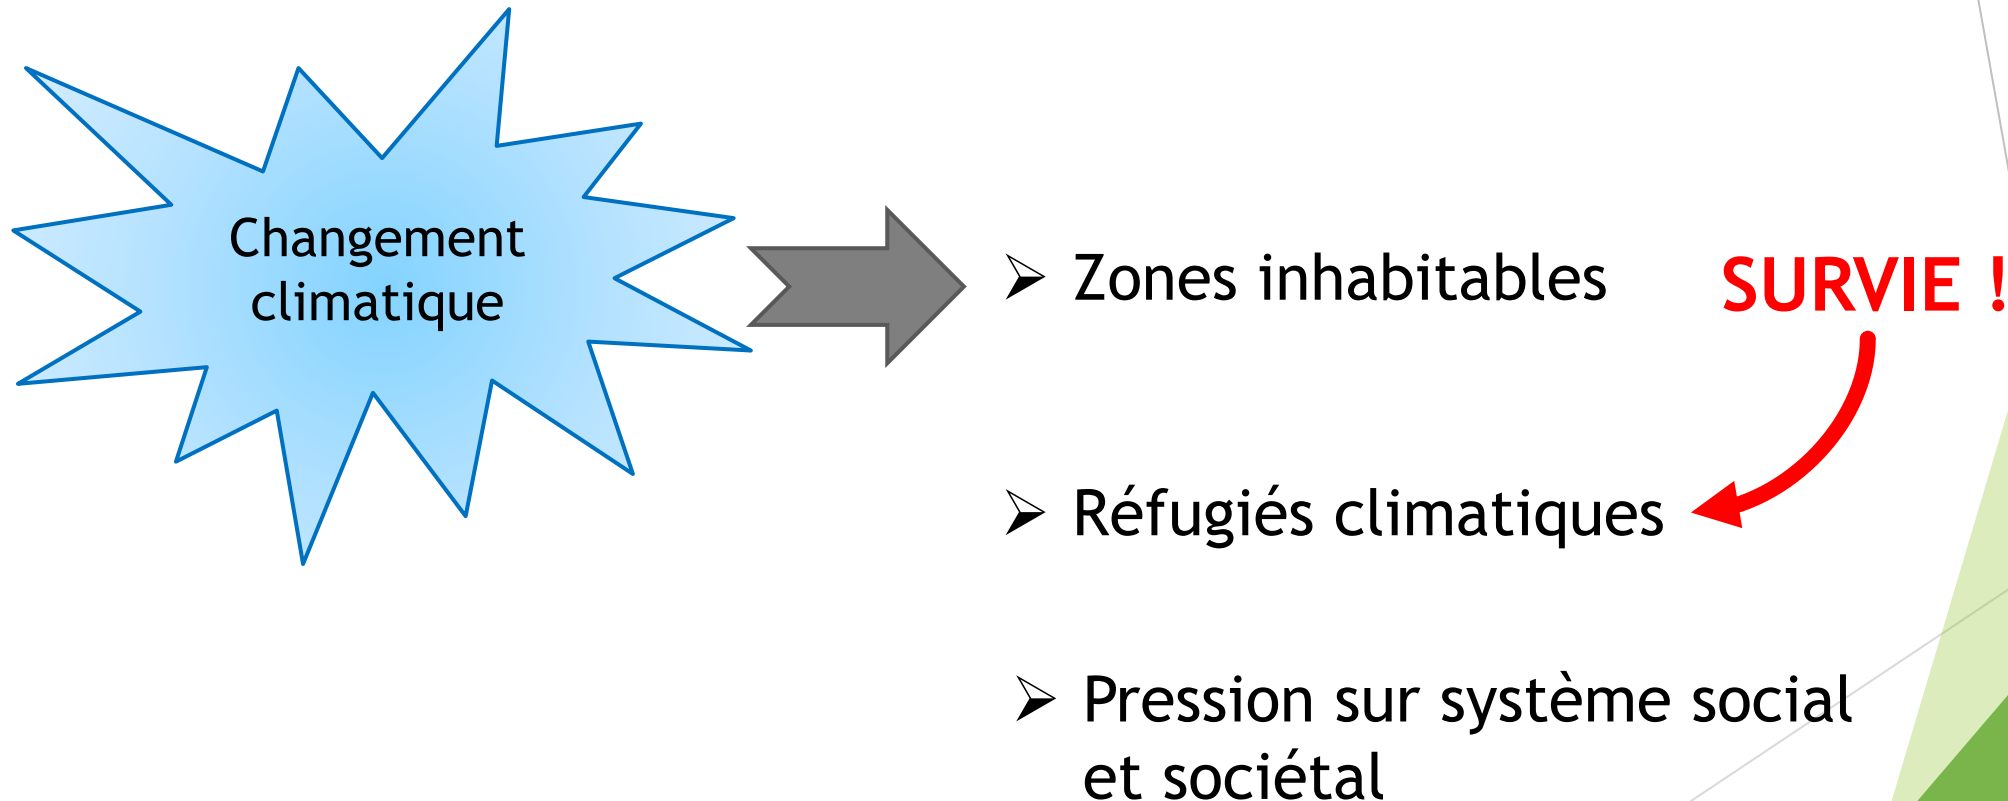 Changement
climatique
Zones inhabitables
SURVIE !
Réfugiés climatiques
Pression sur système social
et sociétal